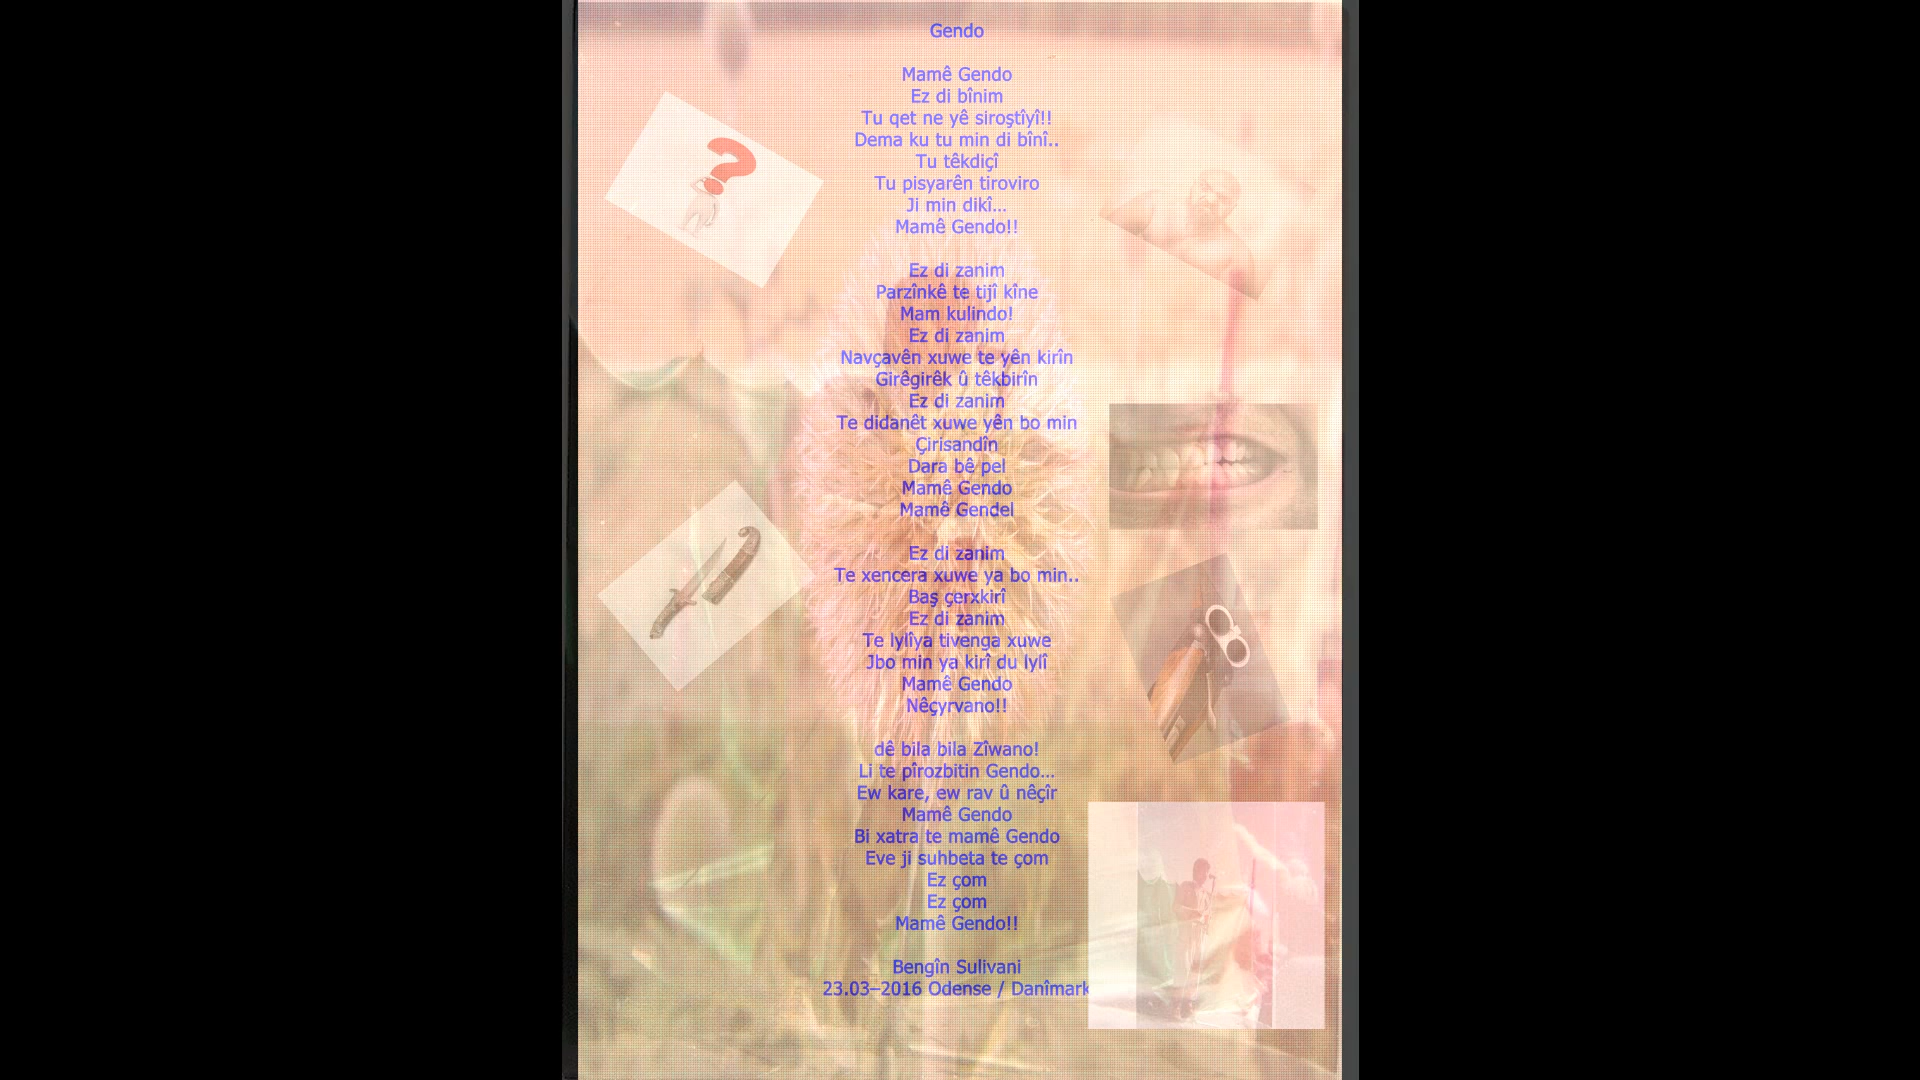 Gendo
Mamê Gendo
Ez di bînim
Tu qet ne yê siroştîyî!!
Dema ku tu min di bînî..
Tu têkdiçî
Tu pisyarên tiroviro
Ji min dikî...
Mamê Gendo!!
Ez di zanim
Parzînkê te tijî kîne
Mam kulindo!
Ez di zanim
Navçavên xuwe te yên kirîn
Girêgirêk û têkbirîn
Ez di zanim
Te didanêt xuwe yên bo min
Çirisandîn
Dara bê pel
Mamê Gendo
Mamê Gendel
Ez di zanim
Te xencera xuwe ya bo min..
Baş çerxkirî
Ez di zanim
Te lylîya tivenga xuwe
Jbo min ya kirî du lylî
Mamê Gendo
Nêçyrvano!!
dê bila bila Zîwano!
Li te pîrozbitin Gendo...
Ew kare, ew rav û nêçîr
Mamê Gendo
Bi xatra te mamê Gendo
Eve ji suhbeta te çom
Ez çom
Ez çom
Mamê Gendo!!
Bengîn Sulivani
23.03–2016 Odense / Danîmark